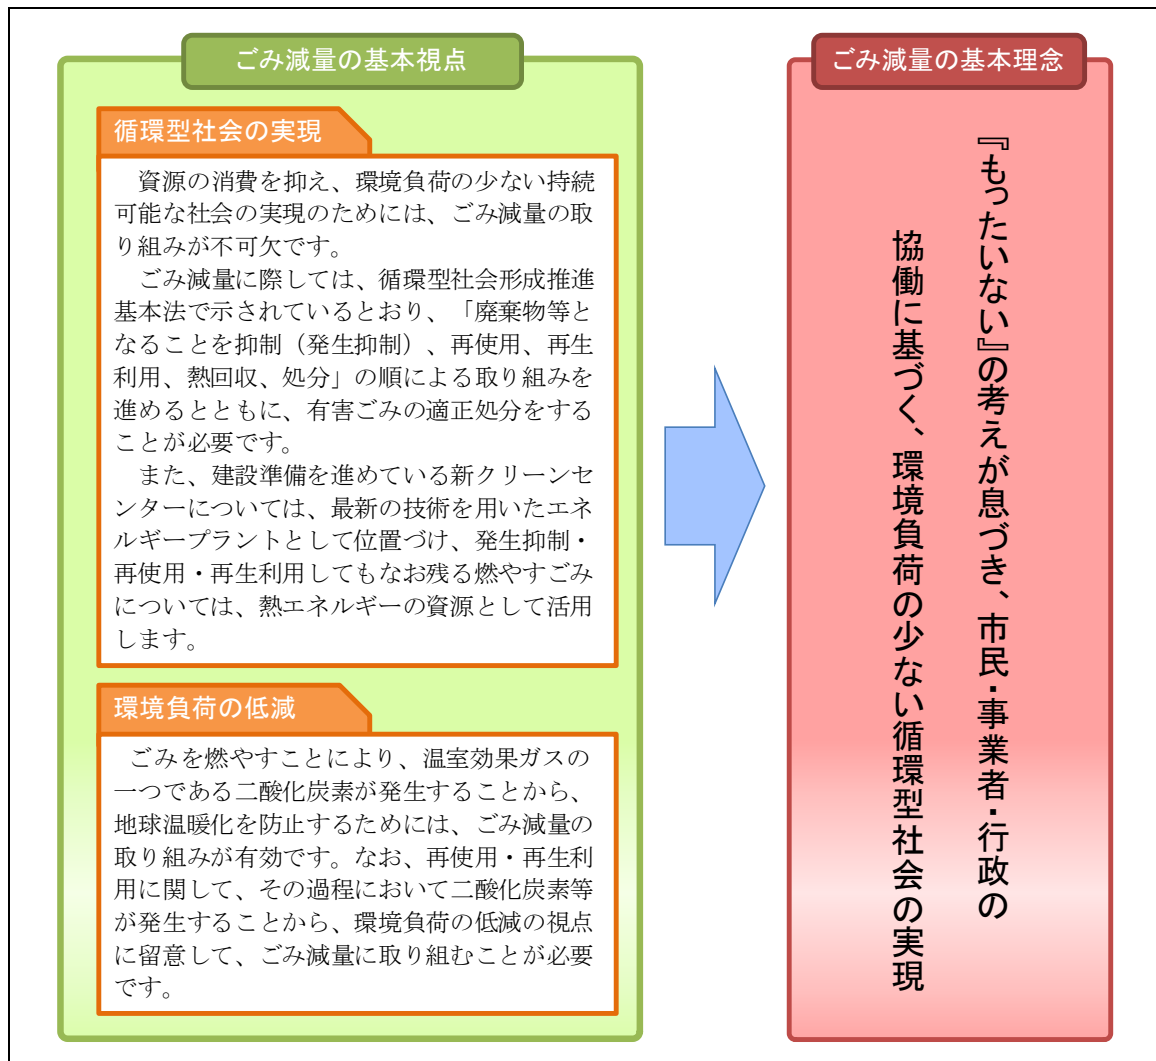 ごみ減量の基本視点
循環型社会の実現
資源の消費を抑え、環境負荷の少ない持続
可能な社会の実現のためには、ごみ減量の取
り組みが不可欠です。
ごみ減量に際しては、循環型社会形成推進
基本法で示されているとおり、「廃棄物等と
なることを抑制（発生抑制）、再使用、再生
利用、熱回収、処分」の順による取り組みを
進めるとともに、有害ごみの適正処分をする
ことが必要です。
また、建設準備を進めている新クリーンセ
ンターについては、最新の技術を用いたエネ
ルギープラントとして位置づけ、発生抑制・
再使用・再生利用してもなお残る燃やすごみ
については、熱エネルギーの資源として活用
します。
環境負荷の低減
ごみを燃やすことにより、温室効果ガスの
一つである二酸化炭素が発生することから、
地球温暖化を防止するためには、ごみ減量の
取り組みが有効です。なお、再使用・再生利
用に関して、その過程において二酸化炭素等
が発生することから、環境負荷の低減の視点
に留意して、ごみ減量に取り組むことが必要
です。
ごみ減量の基本理念
『もったいない』の考えが息づき、市民・事業者・行政の
協働に基づく、環境負荷の少ない循環型社会の実現